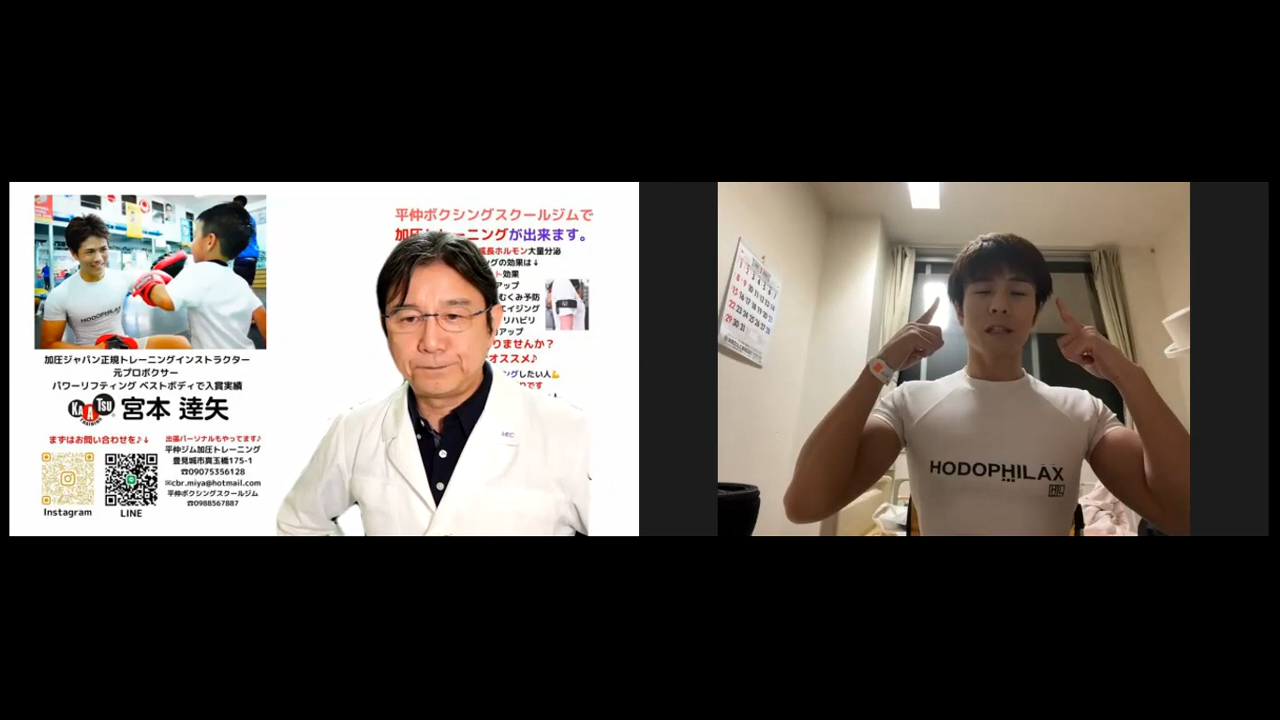 HODOPHILAX
加圧ジャパン正規トレーニングインストラクター
元プロボクサー
パワーリフティング ベストボディで入賞実績
KAATSU
TRAINING
宮本 達矢
まずはお問い合わせを♪↓
Instagram
LINE
出張パーソナルもやってます♪
平仲ジム加圧トレーニング
豊見城市真玉橋175-1
☎09075356128
✉cbr.miya@hotmail.com
平仲ボクシングスクールジム
☎0988567887
平仲ボクシングスクールジムで
加圧トレーニングが出来ます。
成長ホルモン大量分泌
グの効果は↓
ト効果
アップ
むくみ予防
エイジング
リハビリ
アップ
りませんか？
オススメ♪
ングしたい人💪
りです
HODOPHILAX